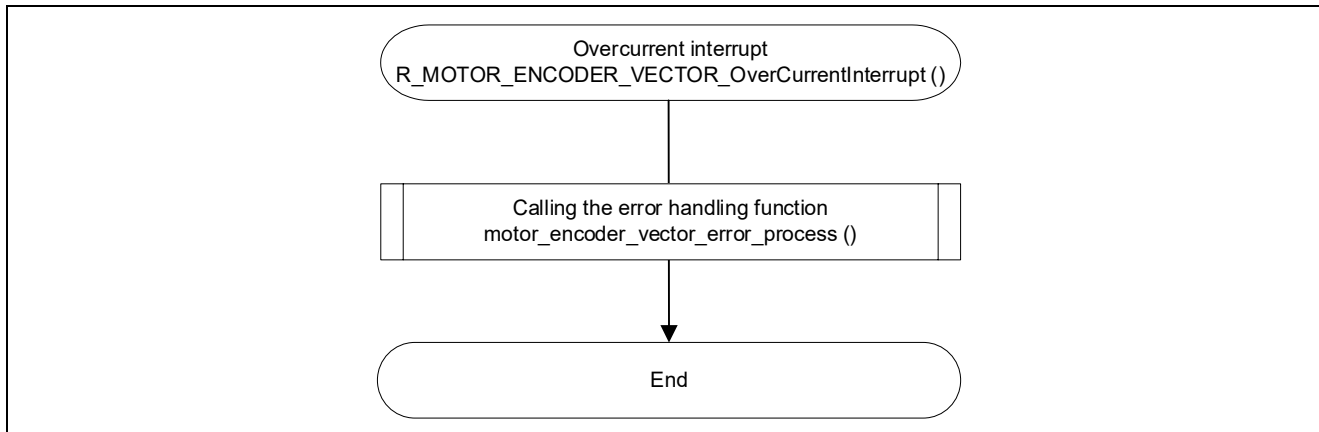 Overcurrent interrupt
R_MOTOR_ENCODER_VECTOR_OverCurrentInterrupt ()
Calling the error handling function
motor_encoder_vector_error_process ()
End